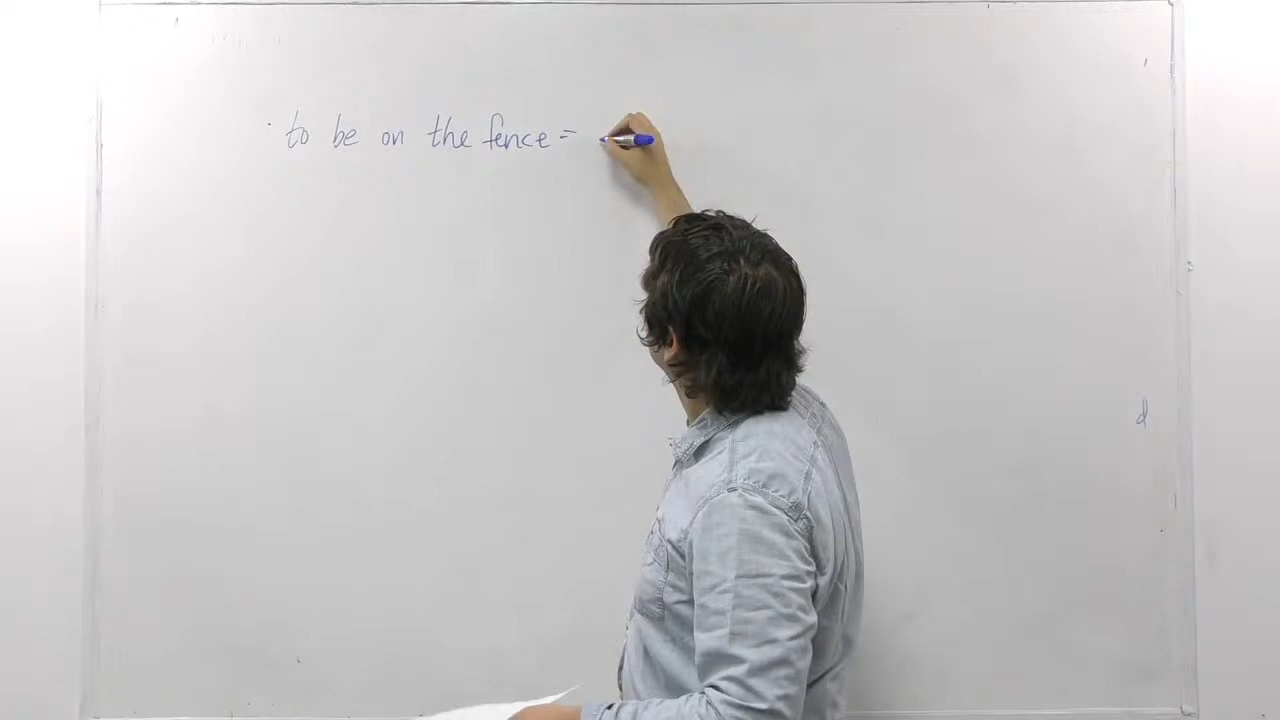 · to be on the fence =
d